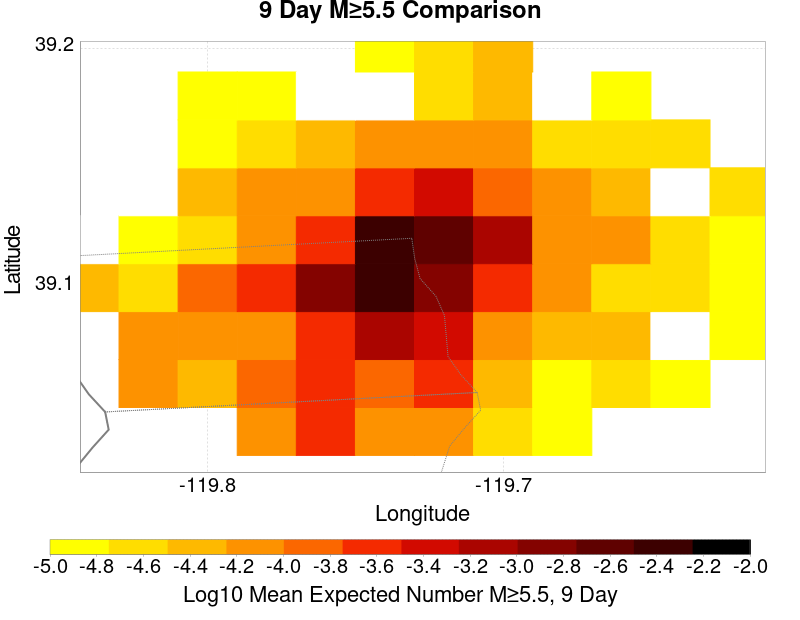 9 Day M≥5.5 Comparison
39.2
39.1
Latitude
-119.8 -119.7
Longitude
-5.0 -4.8 -4.6 -4.4 -4.2 -4.0 -3.8 -3.6 -3.4 -3.2 -3.0 -2.8 -2.6 -2.4 -2.2 -2.0
Log10 Mean Expected Number M≥5.5, 9 Day